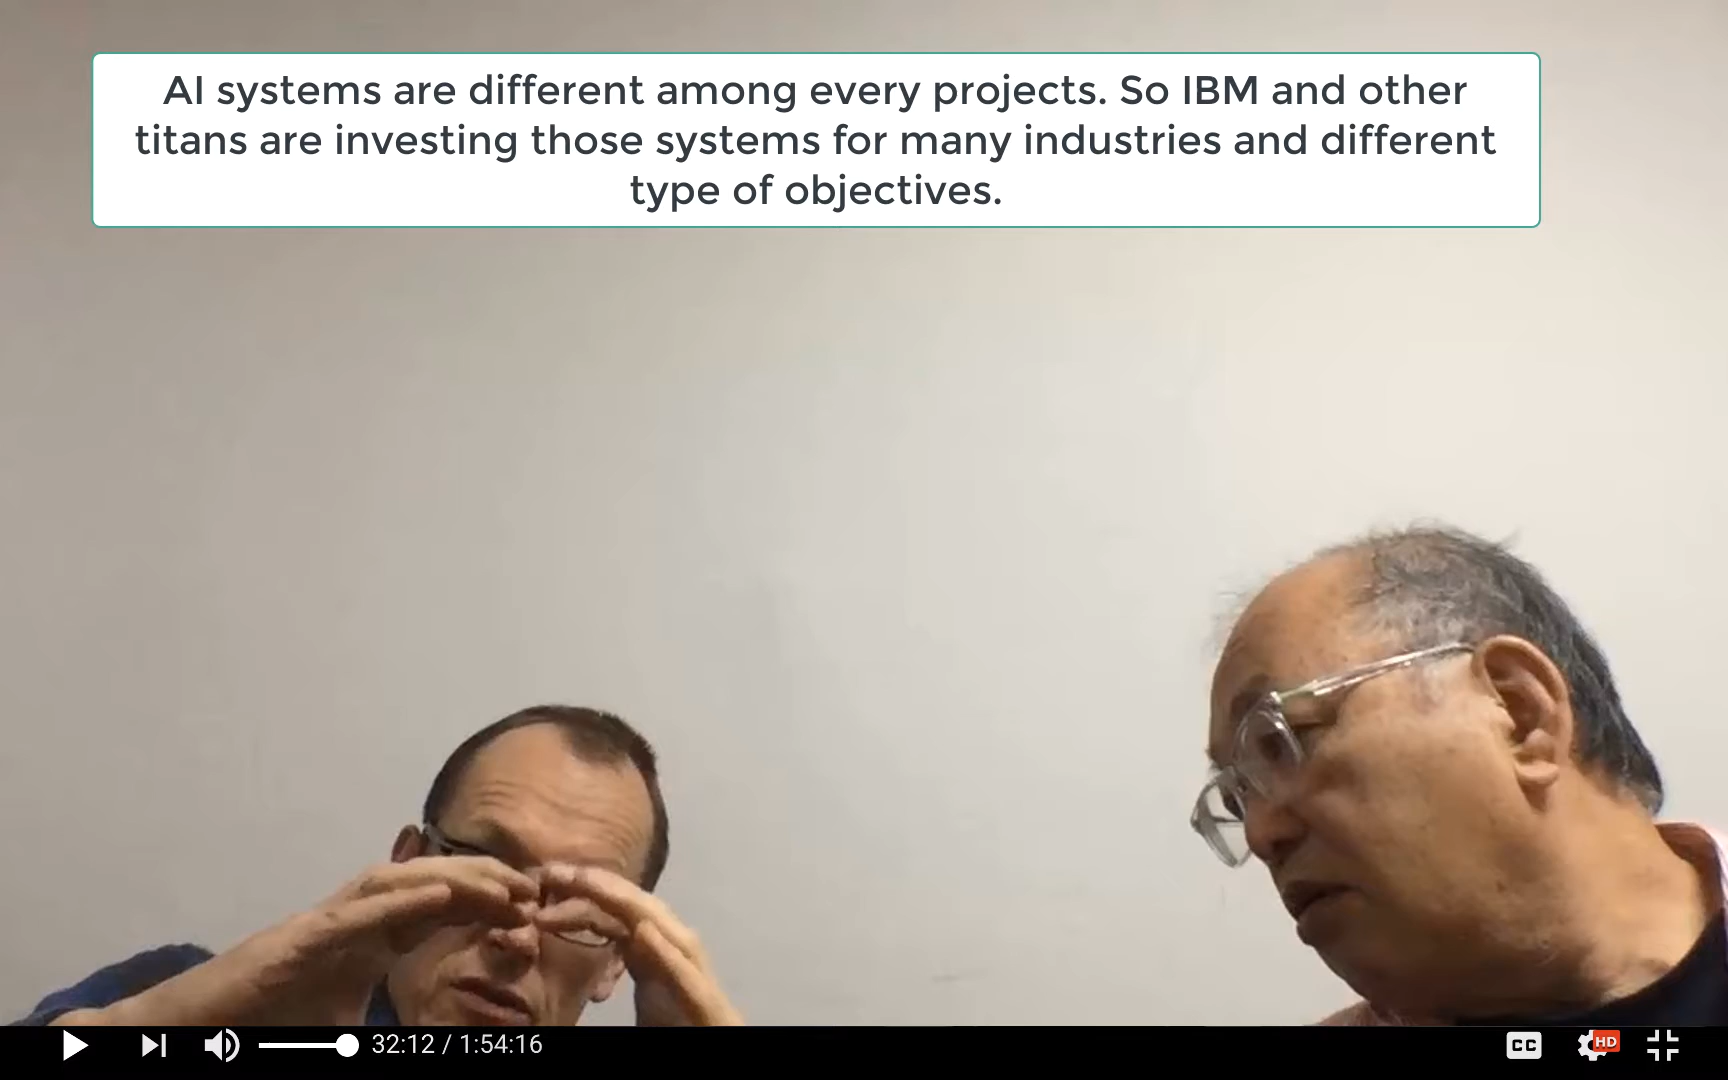 AI systems are different among every projects. So IBM and other
titans are investing those systems for many industries and different
type of objectives.
32:12 / 1:54:16
CC
HD